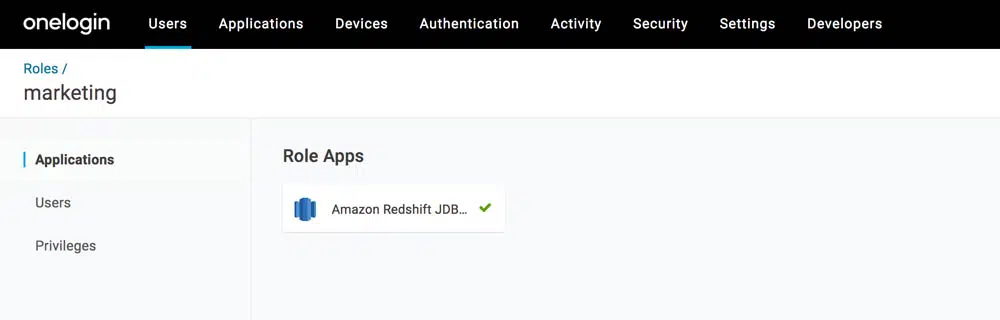 onelogin Users Applications Devices Authentication Activity Security Settings Developers
Roles /
marketing
Applications
Users
Privileges
Role Apps
Amazon Redshift JDB...